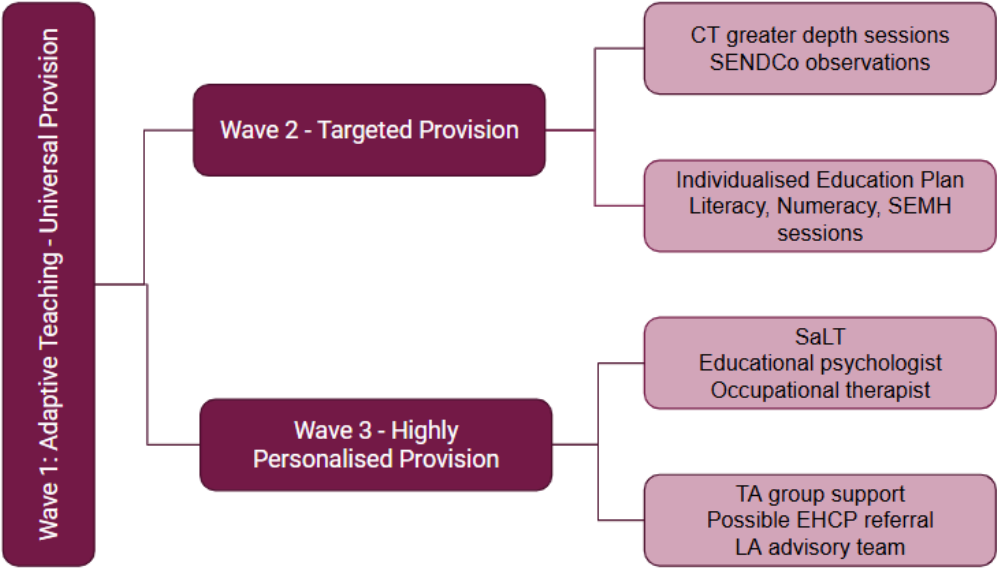 Wave 1: Adaptive Teaching - Universal Provision
Wave 2 - Targeted Provision
CT greater depth sessions
SENDCo observations
Individualised Education Plan
Literacy, Numeracy, SEMH
sessions
Wave 3 - Highly
Personalised Provision
SaLT
Educational psychologist
Occupational therapist
TA group support
Possible EHCP referral
LA advisory team